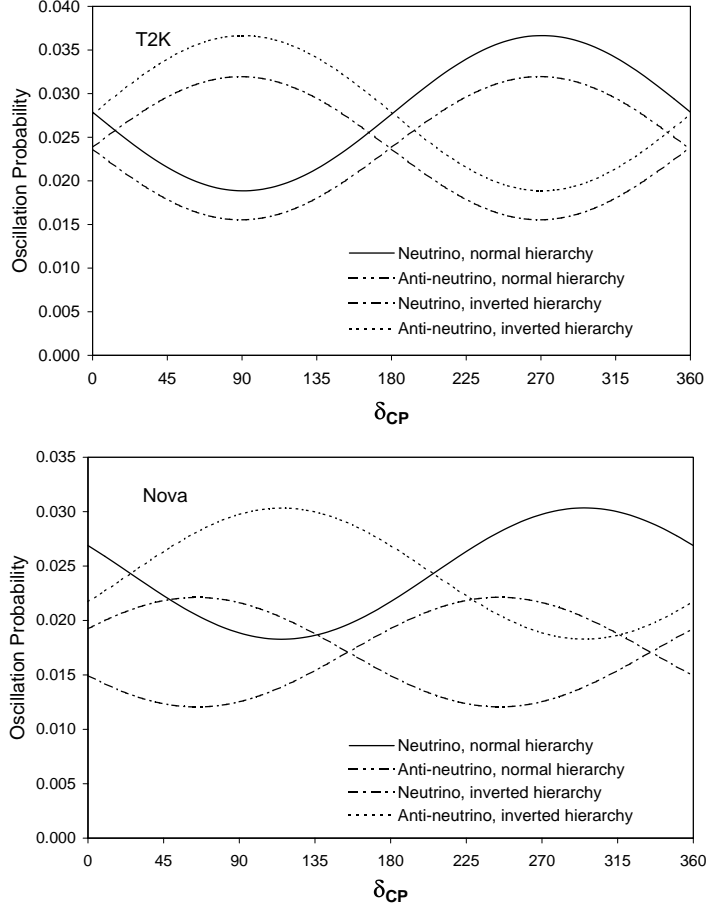 0.040
T2K
0.035
0.030
0.025
0.020
0.015
0.010
0.005
0.000
Oscillation Probability
Neutrino, normal hierarchy
Anti-neutrino, normal hierarchy
Neutrino, inverted hierarchy
Anti-neutrino, inverted hierarchy
0 45 90 135 180 225 270 315 360
δCP
0.035
Nova
0.030
0.025
0.020
0.015
0.010
0.005
0.000
Oscillation Probability
Neutrino, normal hierarchy
Anti-neutrino, normal hierarchy
Neutrino, inverted hierarchy
Anti-neutrino, inverted hierarchy
0 45 90 135 180 225 270 315 360
δCP